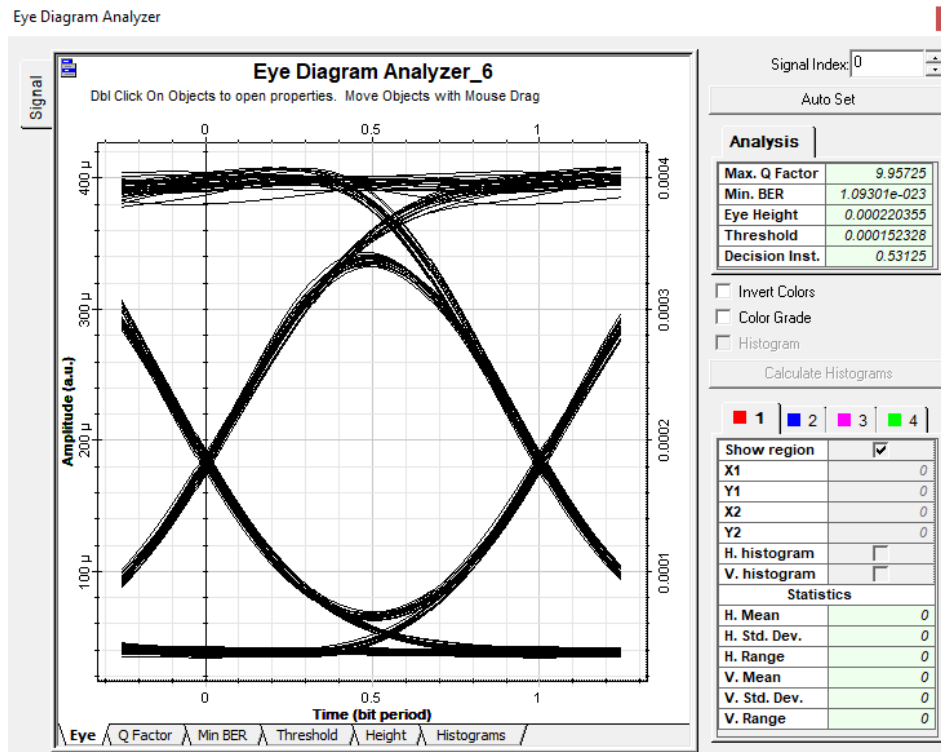 Eye Diagram Analyzer
Signal
Eye Diagram Analyzer_6
Dbl Click On Objects to open properties. Move Objects with Mouse Drag
0 0.5 1
400 µ
300 µ
200 µ
100 µ
Amplitude (a.u.)
0.0004
0.0003
0.0002
0.0001
0 0.5 1
Time (bit period)
Eye Q Factor Min BER Threshold Height Histograms
Signal Index: 0
Auto Set
Analysis
Max. Q Factor 9.95725
Min. BER 1.09301e-023
Eye Height 0.000220355
Threshold 0.000152328
Decision Inst. 0.53125
Invert Colors
Color Grade
Histogram
Calculate Histograms
1 2 3 4
Show region
X1 0
Y1 0
X2 0
Y2 0
H. histogram
V. histogram
Statistics
H. Mean 0
H. Std. Dev. 0
H. Range 0
V. Mean 0
V. Std. Dev. 0
V. Range 0